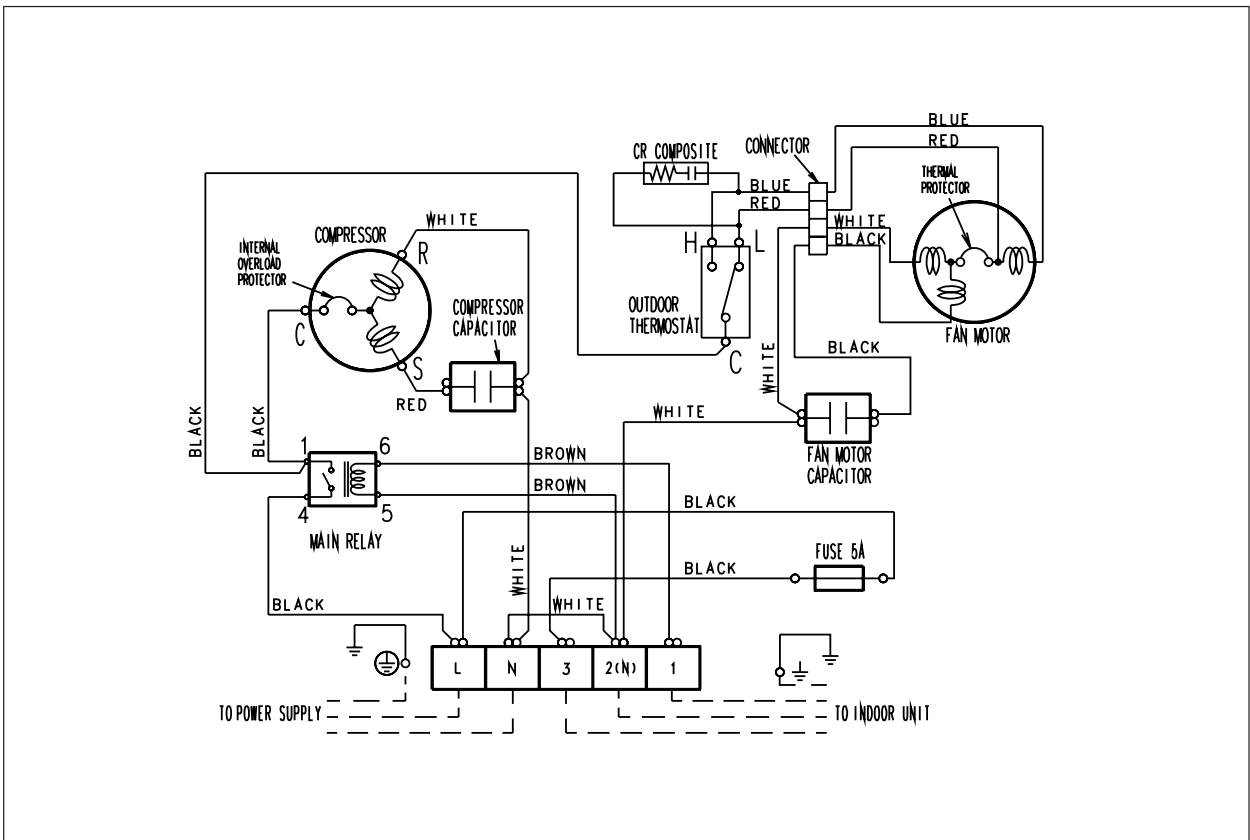 BLUE
RED
CR COMPOSITE
CONNECTOR
THERMAL
PROTECTOR
BLUE
RED
WHITE
BLACK
WHITE
COMPRESSOR
R
INTERNAL
OVERLOAD
PROTECTOR
H
L
COMPRESSOR
CAPACITOR
OUTDOOR
THERMOSTAT
FAN MOTOR
C
S
C
BLACK
WHITE
RED
BLACK
BLACK
WHITE
FAN MOTOR
CAPACITOR
1
6
BROWN
BROWN
4
5
BLACK
MAIN RELAY
FUSE 5A
WHITE
BLACK
BLACK
WHITE
L
N
3
2(N)
1
TO POWER SUPPLY
TO INDOOR UNIT